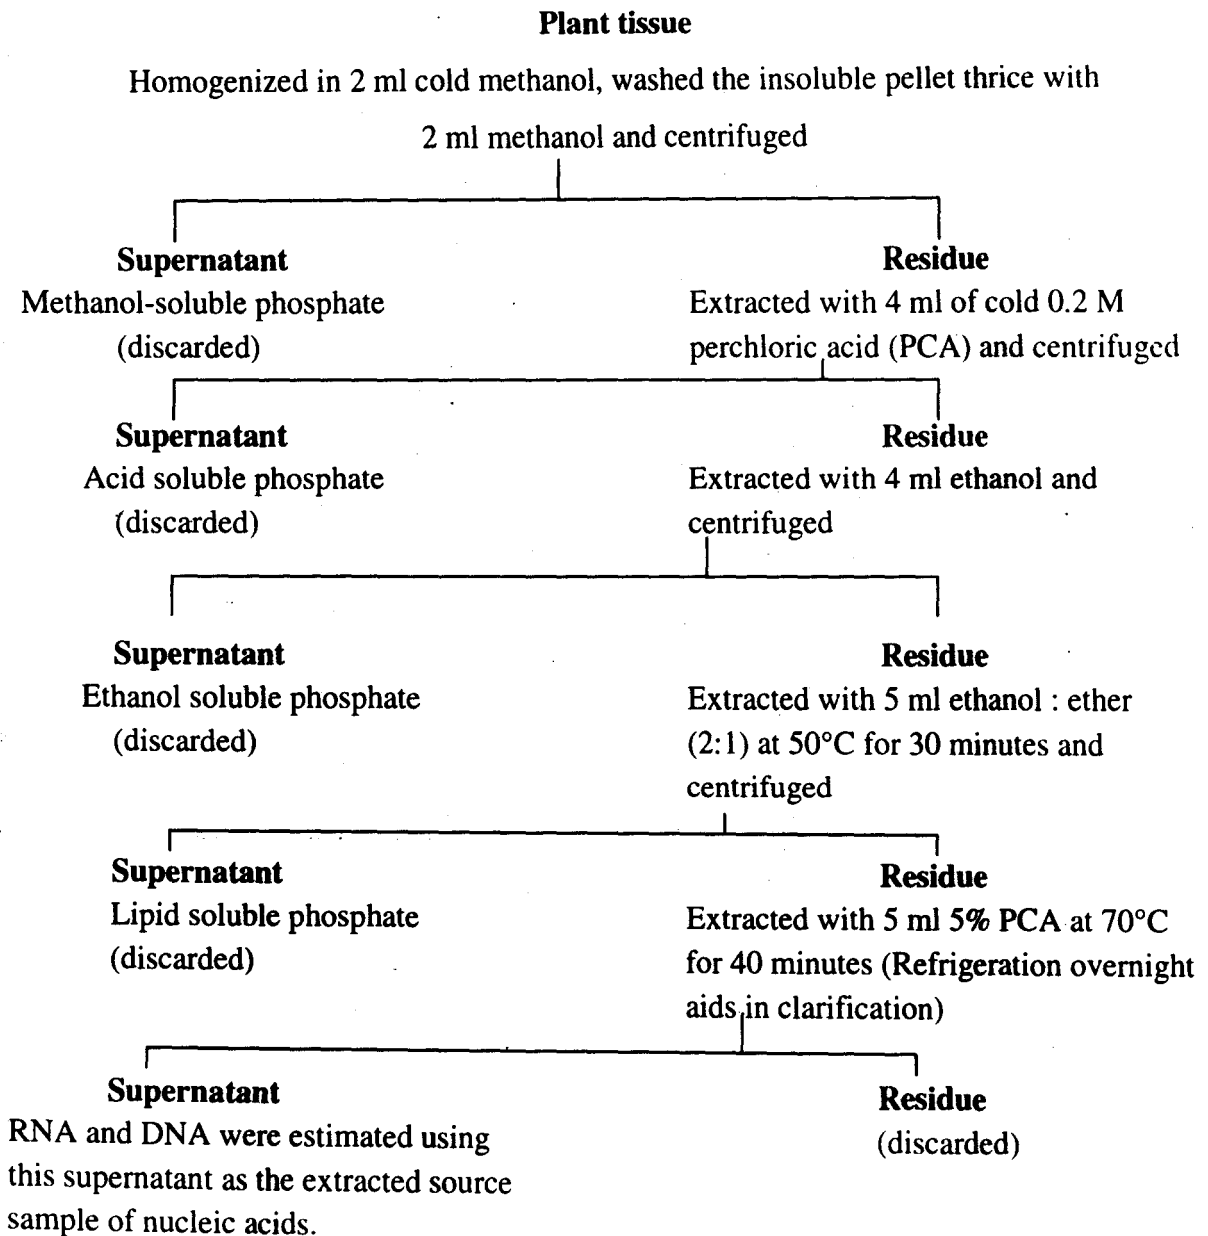 Plant tissue
Homogenized in 2 ml cold methanol, washed the insoluble pellet thrice with
2 ml methanol and centrifuged
Supernatant
Methanol-soluble phosphate
(discarded)
Residue
Extracted with 4 ml of cold 0.2 M
perchloric acid (PCA) and centrifuged
Supernatant
Acid soluble phosphate
(discarded)
Residue
Extracted with 4 ml ethanol and
centrifuged
Supernatant
Ethanol soluble phosphate
(discarded)
Residue
Extracted with 5 ml ethanol : ether
(2:1) at 50°C for 30 minutes and
centrifuged
Supernatant
Lipid soluble phosphate
(discarded)
Residue
Extracted with 5 ml 5% PCA at 70°C
for 40 minutes (Refrigeration overnight
aids in clarification)
Supernatant
RNA and DNA were estimated using
this supernatant as the extracted source
sample of nucleic acids.
Residue
(discarded)